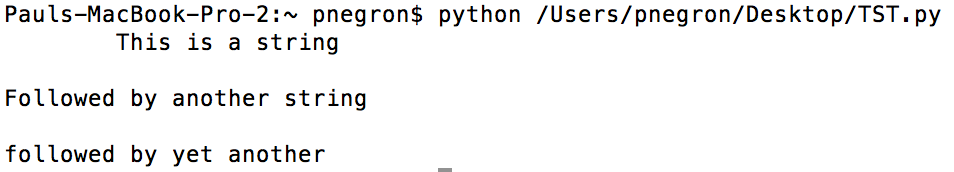 Pauls-MacBook-Pro-2:~ pnegron$ python /Users/pnegron/Desktop/TST.py
This is a string
Followed by another string
followed by yet another